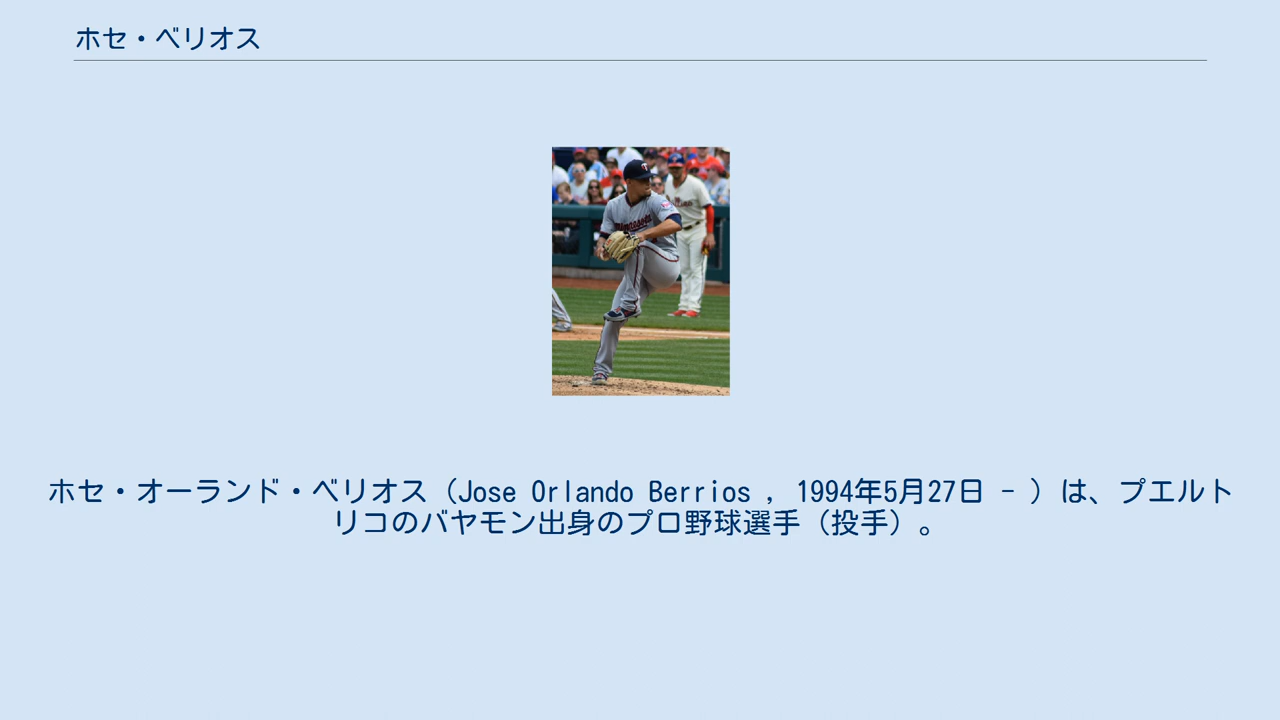 ホセ・ベリオス
ホセ・オーランド・ベリオス（Jose Orlando Berrios , 1994年5月27日 - ）は、プエルト
リコのバヤモン出身のプロ野球選手（投手）。